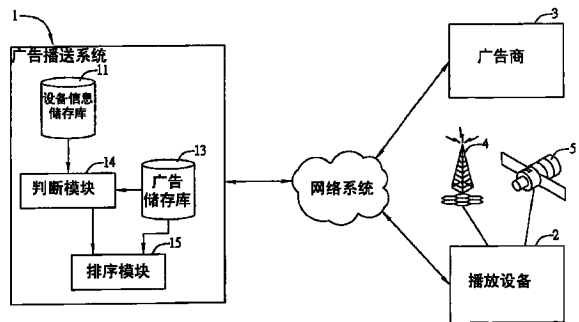 1
广告播送系统
11
设备信息
储存库
13
广告
储存库
14
判断模块
15
排序模块
网络系统
3
广告商
4
5
2
播放设备